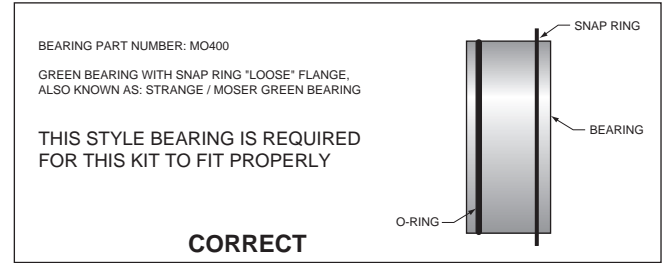 BEARING PART NUMBER: MO400
GREEN BEARING WITH SNAP RING "LOOSE" FLANGE,
ALSO KNOWN AS: STRANGE / MOSER GREEN BEARING
THIS STYLE BEARING IS REQUIRED
FOR THIS KIT TO FIT PROPERLY
CORRECT
SNAP RING
BEARING
O-RING